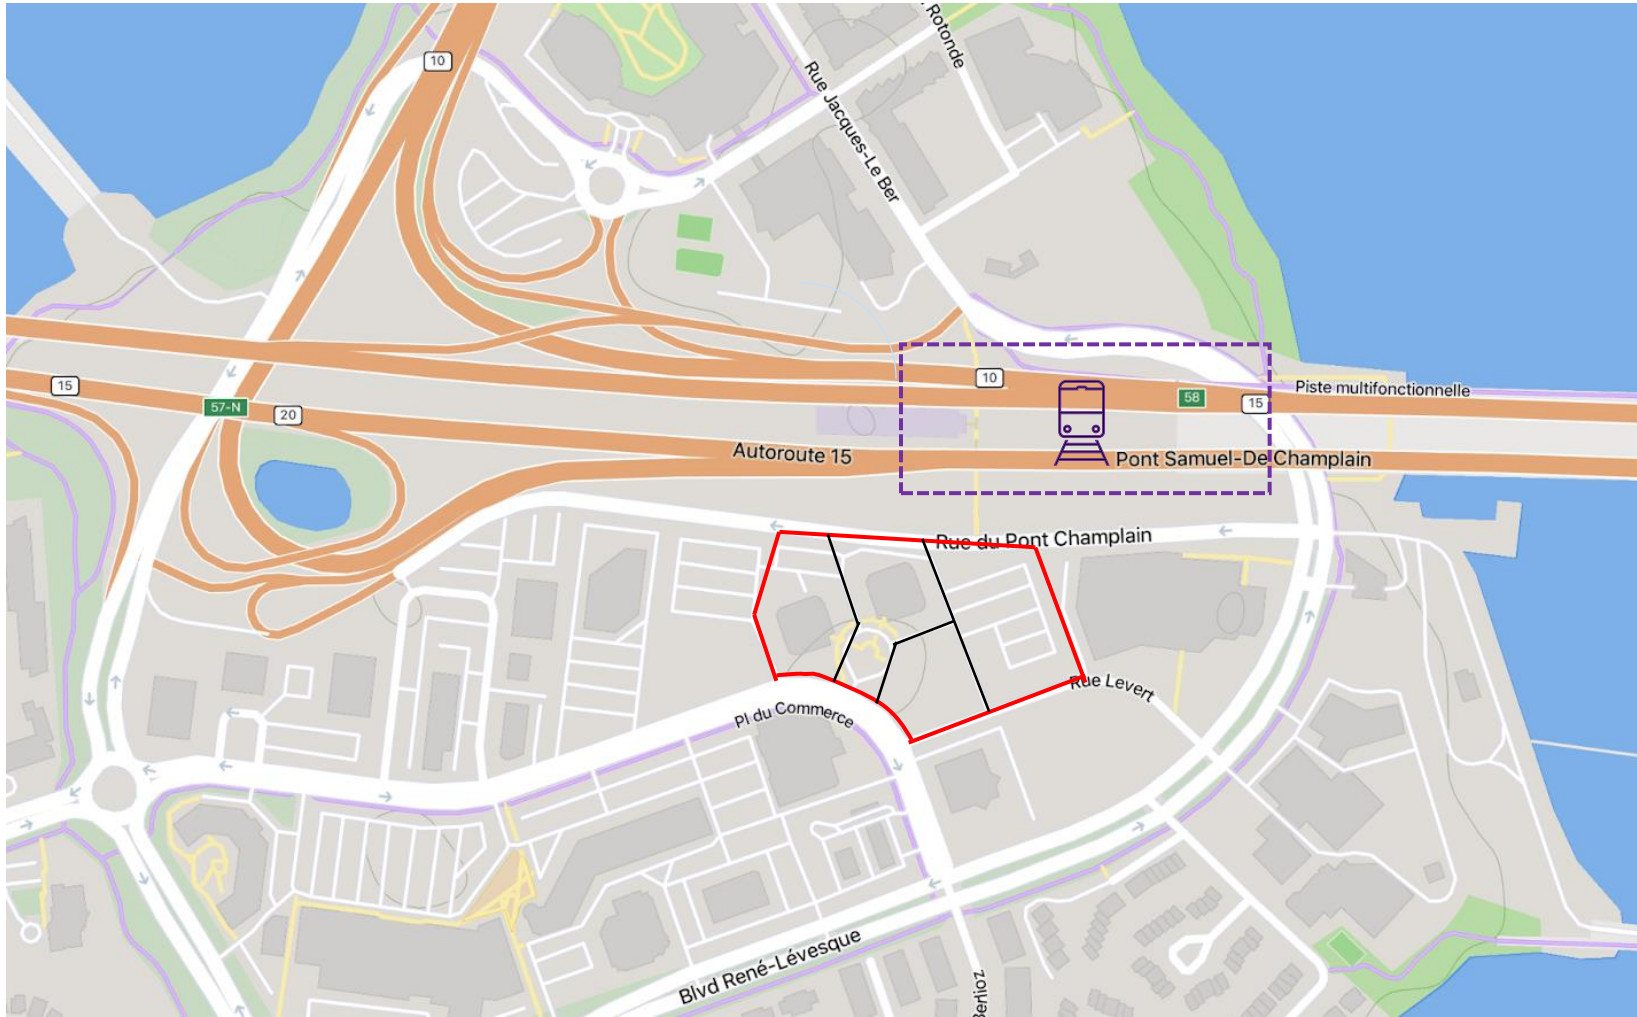 Rotonde
10
Rue Jacques-Le Ber
10
15
Piste multifonctionnelle
58
15
57-N
20
Autoroute 15
Pont Samuel-De Champlain
Rue du Pont Champlain
Rue Levert
Pl du Commerce
Blvd René-Lévesque
Berlioz